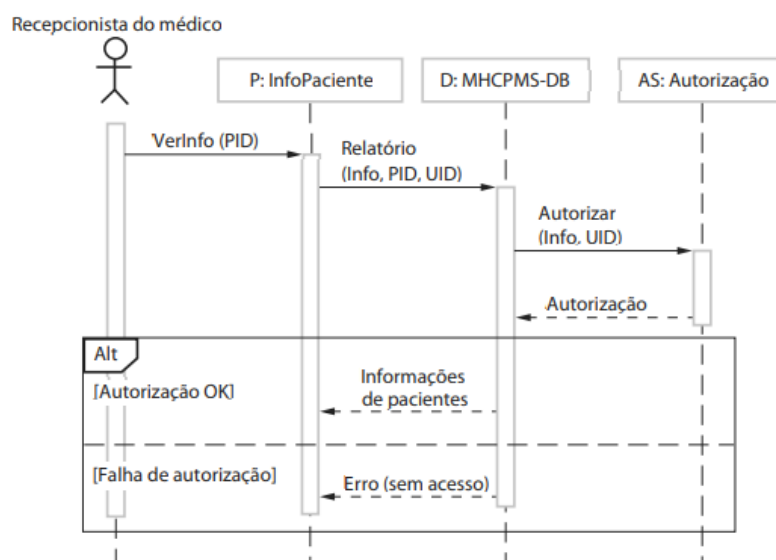 Recepcionista do médico
P: InfoPaciente
D: MHCPMS-DB
AS: Autorização
VerInfo (PID)
Relatório
(Info, PID, UID)
Autorizar
(Info, UID)
Autorização
Alt
[Autorização OK]
Informações
de pacientes
[Falha de autorização]
Erro (sem acesso)